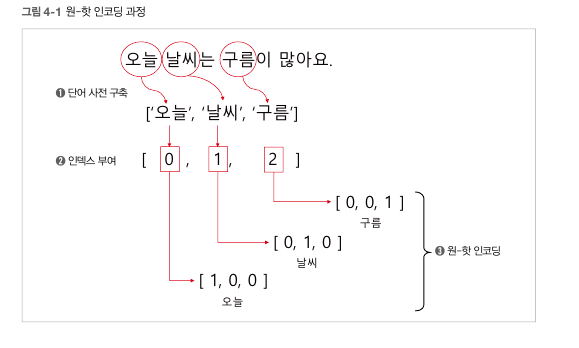 그림 4-1 원-핫 인코딩 과정
오늘 날씨는 구름이 많아요.
❶ 단어 사전 구축
['오늘', '날씨', '구름']
❷ 인덱스 부여
[ 0 , 1 , 2 ]
[ 0, 0, 1 ]
구름
[ 0, 1, 0 ]
날씨
❸ 원-핫 인코딩
[ 1, 0, 0 ]
오늘